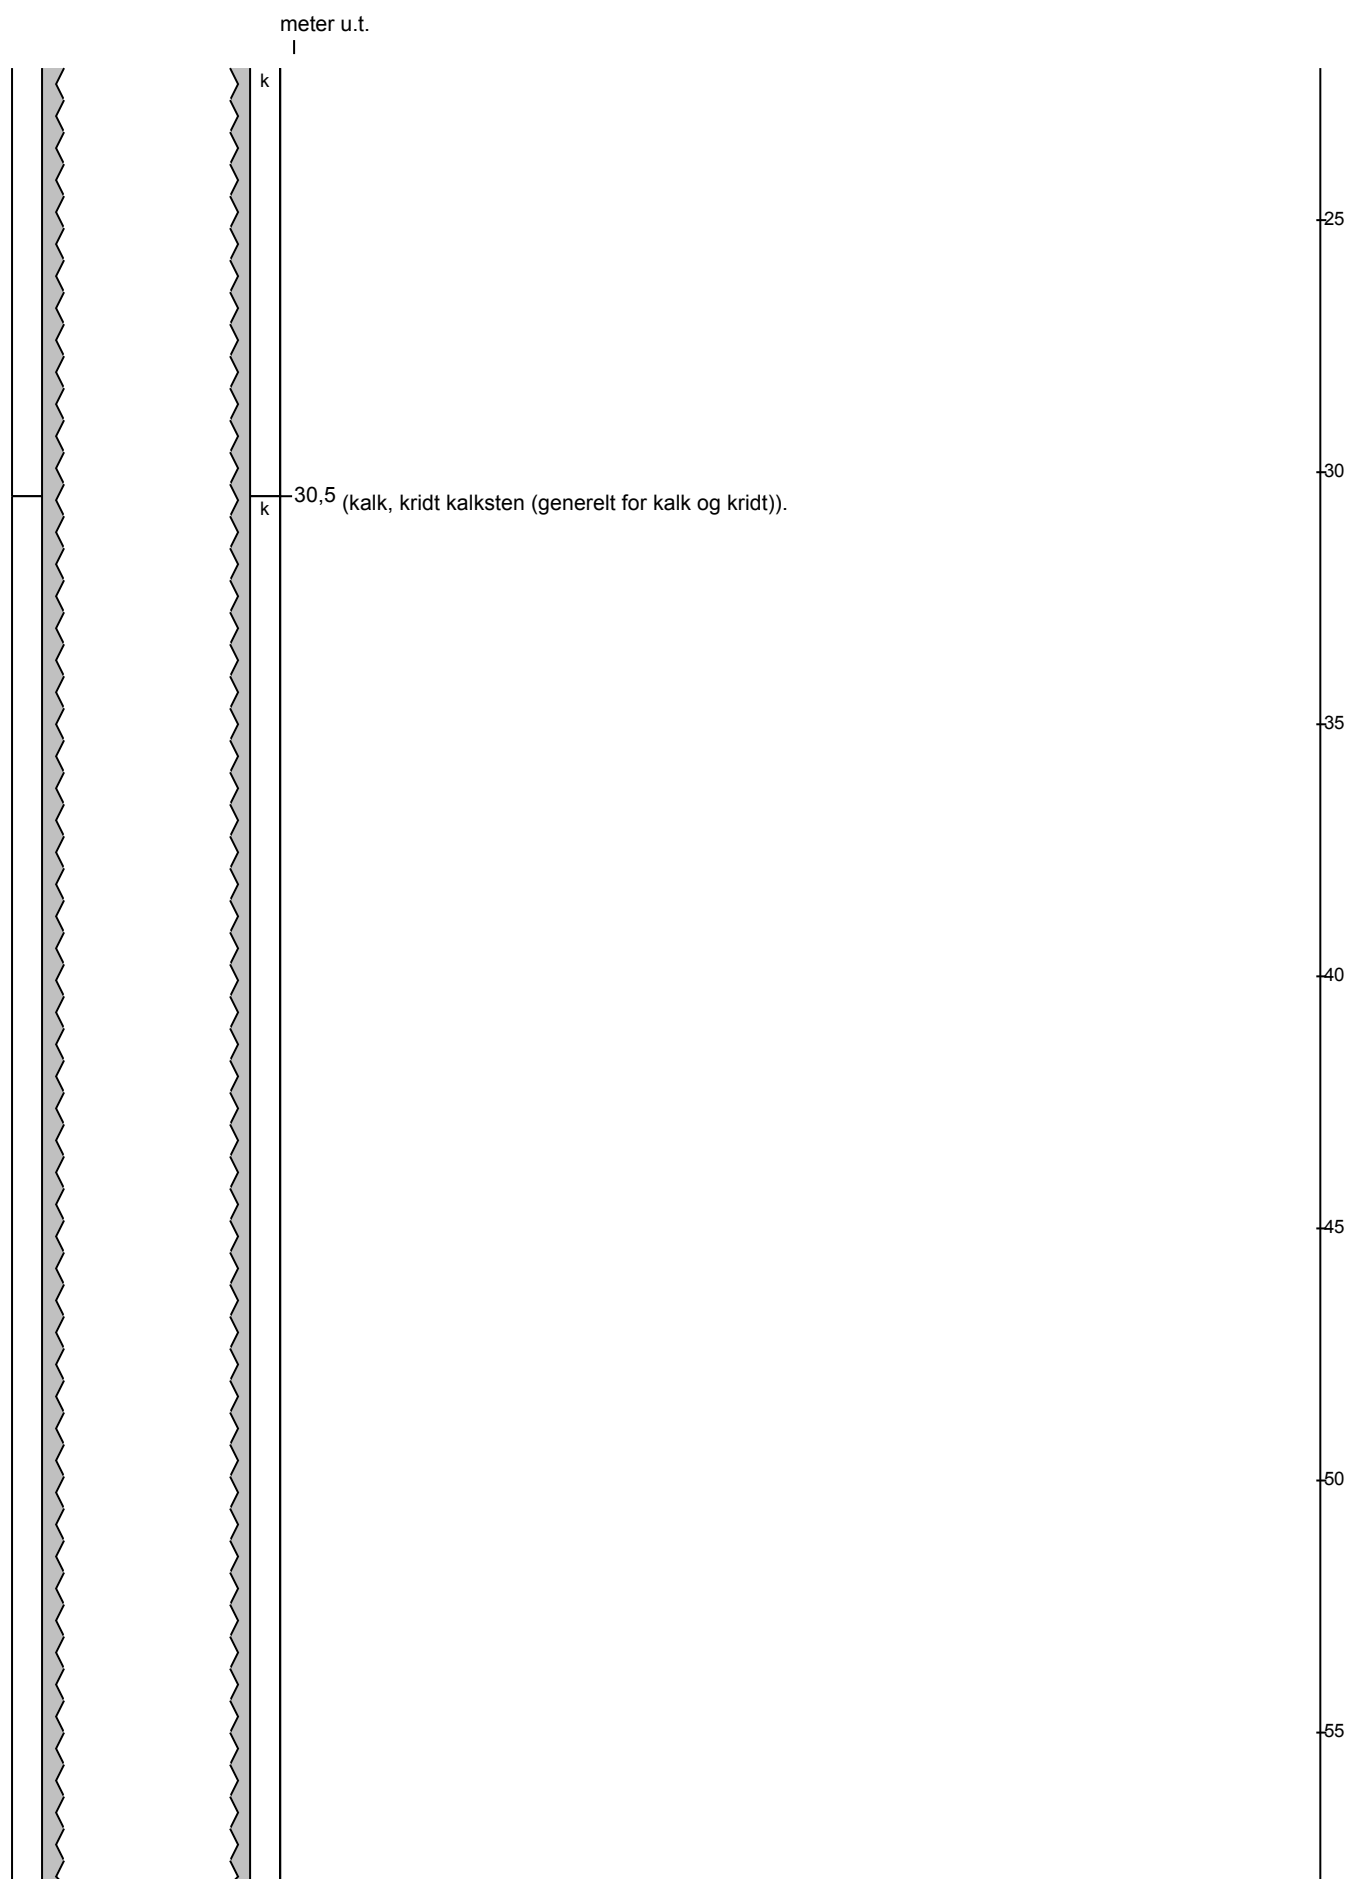 meter u.t.
k
25
30
30,5 (kalk, kridt kalksten (generelt for kalk og kridt)).
k
35
40
45
50
55